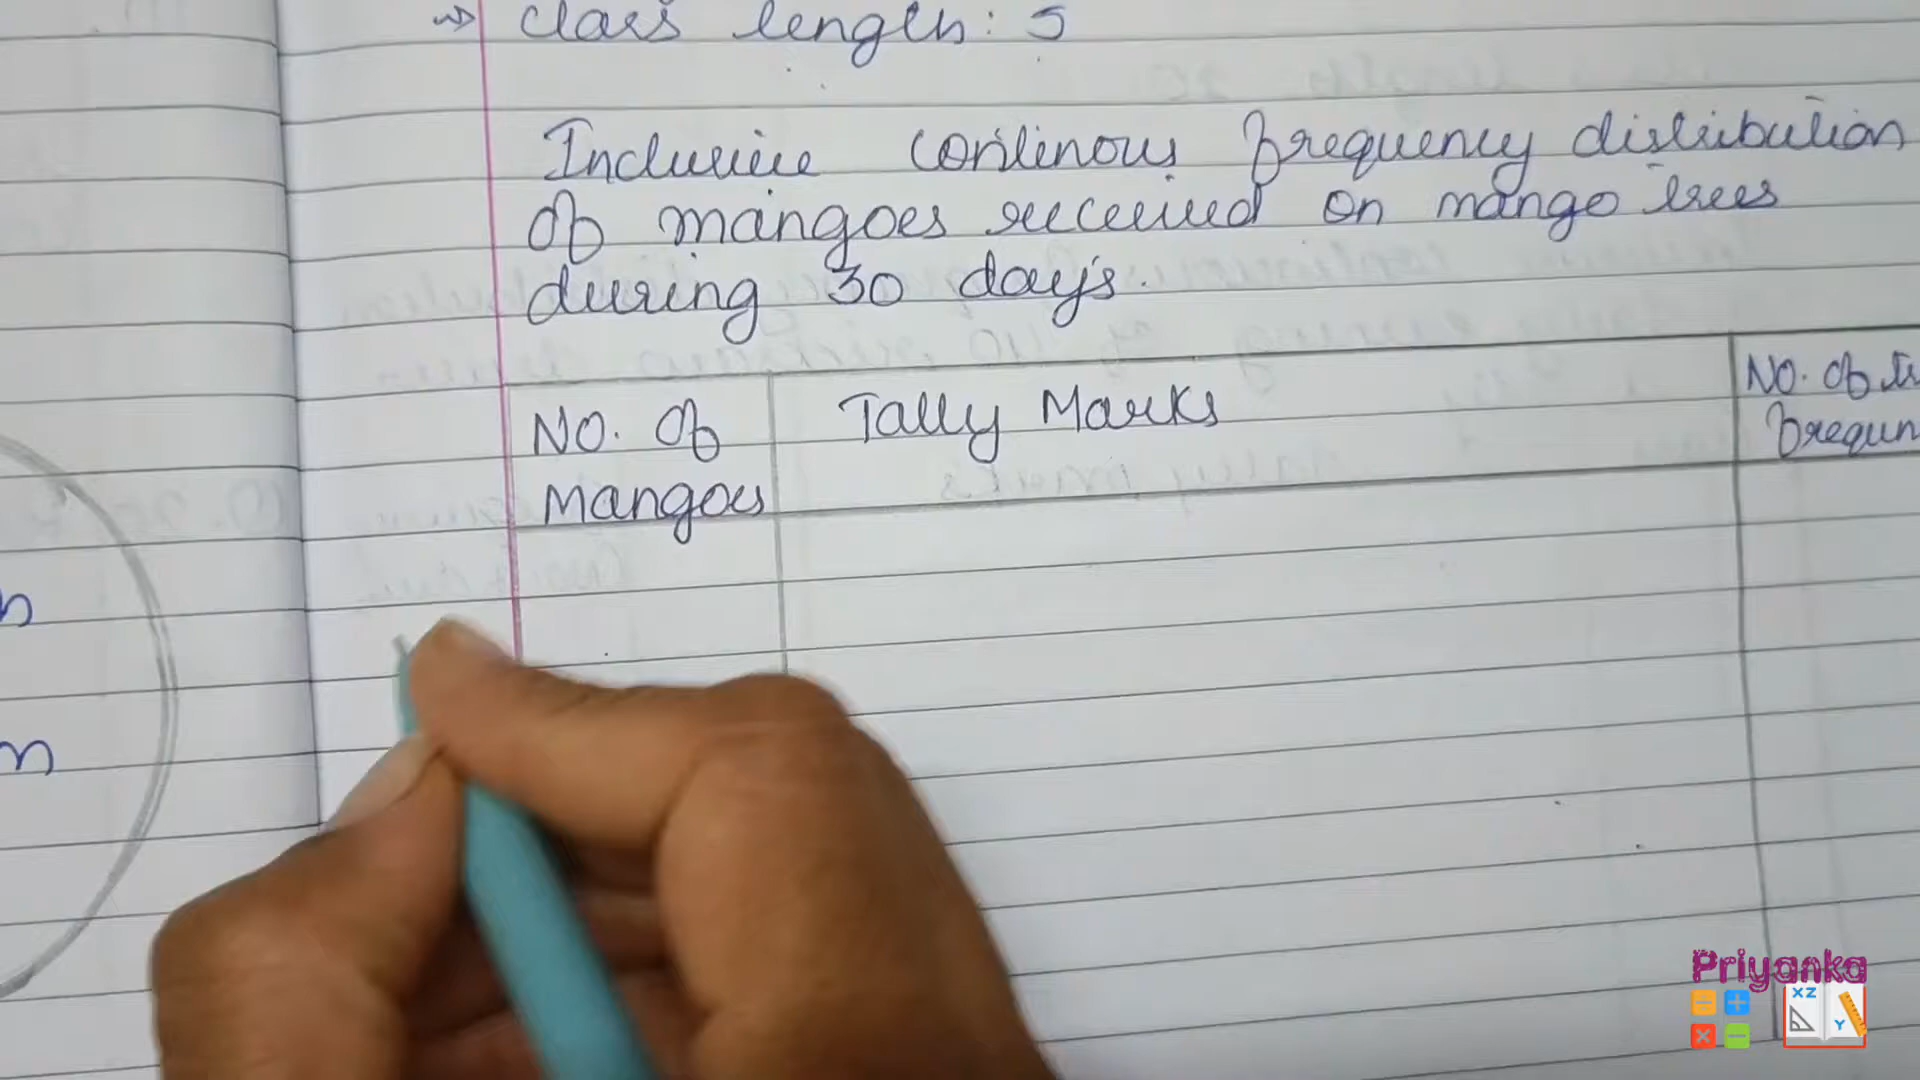 ⇒ Class length: 5
Inclusive continous frequency distribution
of mangoes received on mango trees
during 30 days.
No. of
Mangoes
Tally Marks
No. of
n
n
Priyanka
XZ
Y